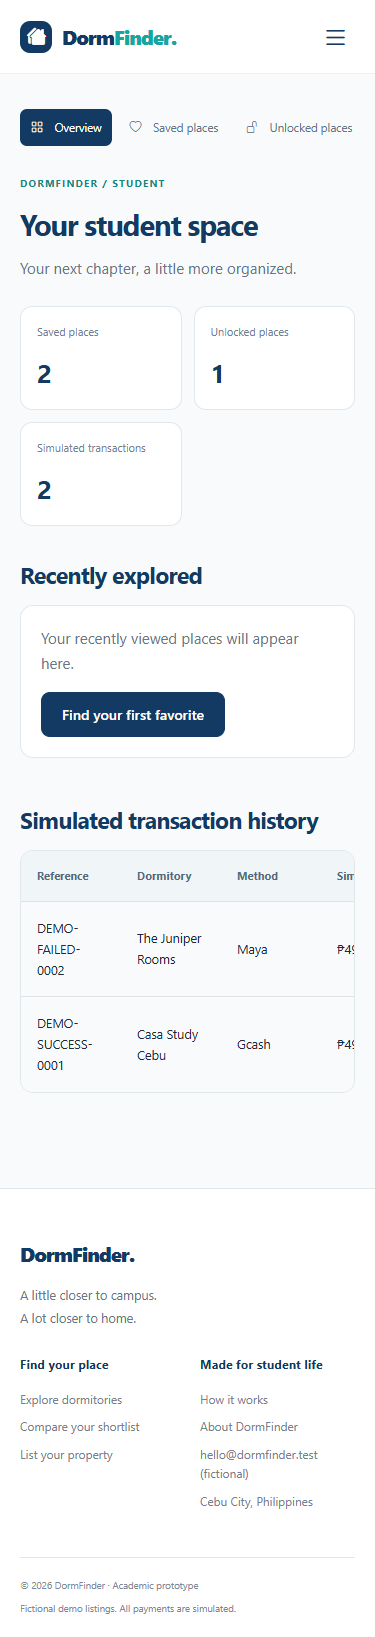 DormFinder.
Overview
Saved places
Unlocked places
DORMFINDER / STUDENT
Your student space
Your next chapter, a little more organized.
Saved places
2
Unlocked places
1
Simulated transactions
2
Recently explored
Your recently viewed places will appear
here.
Find your first favorite
Simulated transaction history
Reference Dormitory Method Sim
DEMO-
FAILED-
0002
The Juniper
Rooms
Maya
₱49
DEMO-
SUCCESS-
0001
Casa Study
Cebu
Gcash
₱49
DormFinder.
A little closer to campus.
A lot closer to home.
Find your place
Explore dormitories
Compare your shortlist
List your property
Made for student life
How it works
About DormFinder
hello@dormfinder.test
(fictional)
Cebu City, Philippines
© 2026 DormFinder · Academic prototype
Fictional demo listings. All payments are simulated.